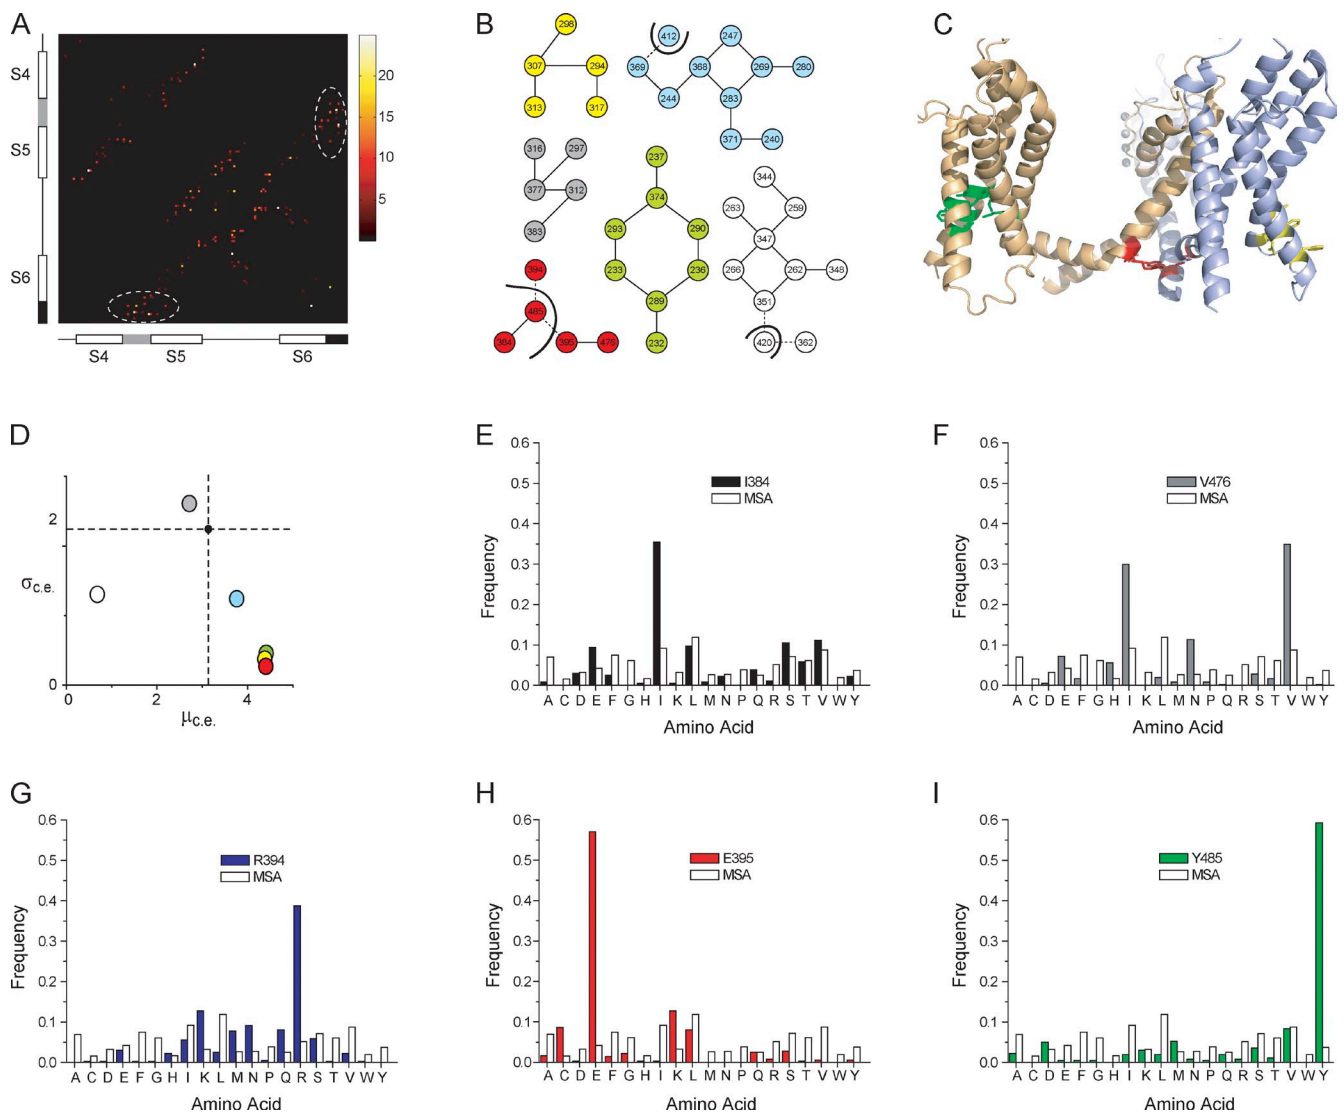 A
S4
S5
S6
S4 S5 S6
20
15
10
5
B
298
307 294
313 317
412
247
369 368 269 280
244 283
371 240
316 297
377 312
383
237
374
293 290
233 236
289
232
344
263 259
347
266 262 348
351
420 362
394
485
384 395 476
C
D
2
σc.e.
0 2 4
μc.e.
E
I384
MSA
Frequency
0.6
0.5
0.4
0.3
0.2
0.1
0.0
A C D E F G H I K L M N P Q R S T V W Y
Amino Acid
F
V476
MSA
Frequency
0.6
0.5
0.4
0.3
0.2
0.1
0.0
A C D E F G H I K L M N P Q R S T V W Y
Amino Acid
G
R394
MSA
Frequency
0.6
0.5
0.4
0.3
0.2
0.1
0.0
A C D E F G H I K L M N P Q R S T V W Y
Amino Acid
H
E395
MSA
Frequency
0.6
0.5
0.4
0.3
0.2
0.1
0.0
A C D E F G H I K L M N P Q R S T V W Y
Amino Acid
I
Y485
MSA
Frequency
0.6
0.5
0.4
0.3
0.2
0.1
0.0
A C D E F G H I K L M N P Q R S T V W Y
Amino Acid